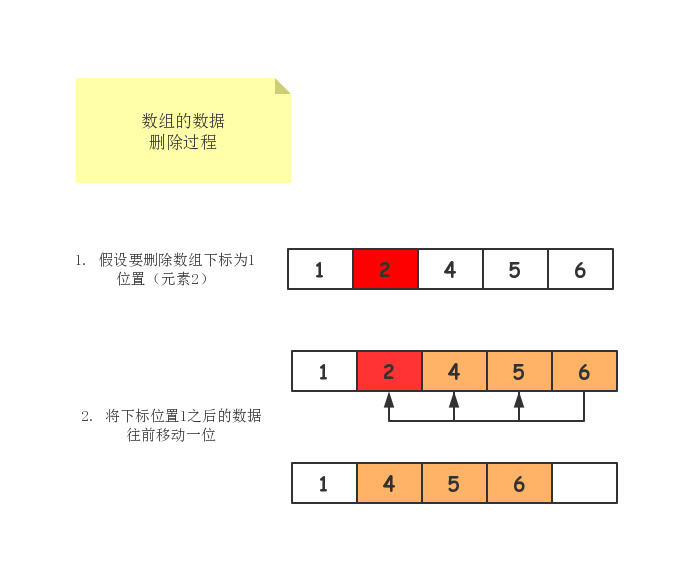 数组的数据
删除过程
1. 假设要删除数组下标为1
位置（元素2）
1 2 4 5 6
1 2 4 5 6
2. 将下标位置1之后的数据
往前移动一位
1 4 5 6